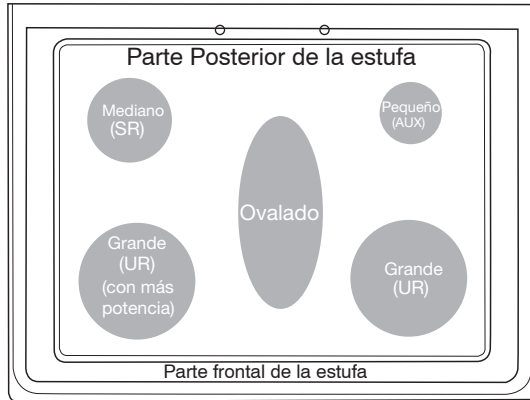 Parte Posterior de la estufa
Mediano
(SR)
Pequeño
(AUX)
Ovalado
Grande
(UR)
(con más
potencia)
Grande
(UR)
Parte frontal de la estufa